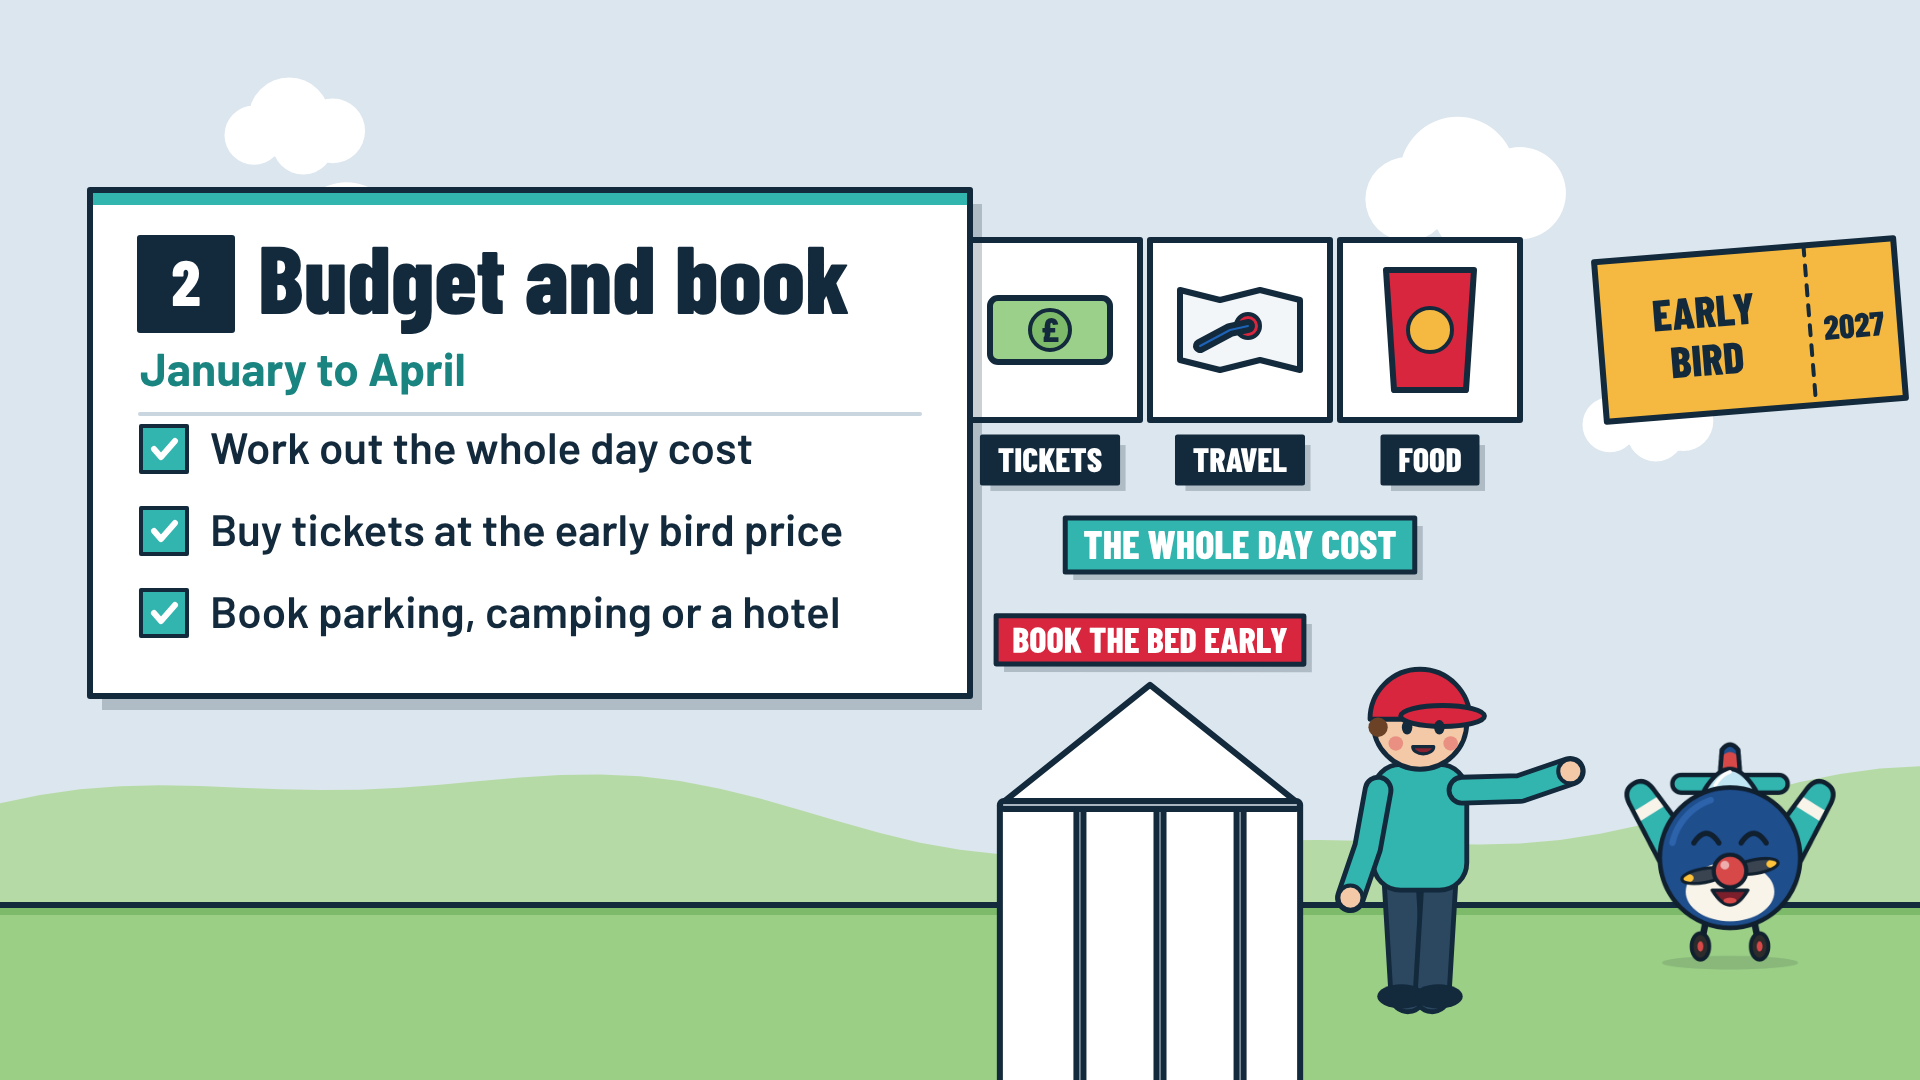 2 Budget and book
January to April
Work out the whole day cost
Buy tickets at the early bird price
Book parking, camping or a hotel
£
TICKETS
TRAVEL
FOOD
THE WHOLE DAY COST
BOOK THE BED EARLY
EARLY
BIRD
2027